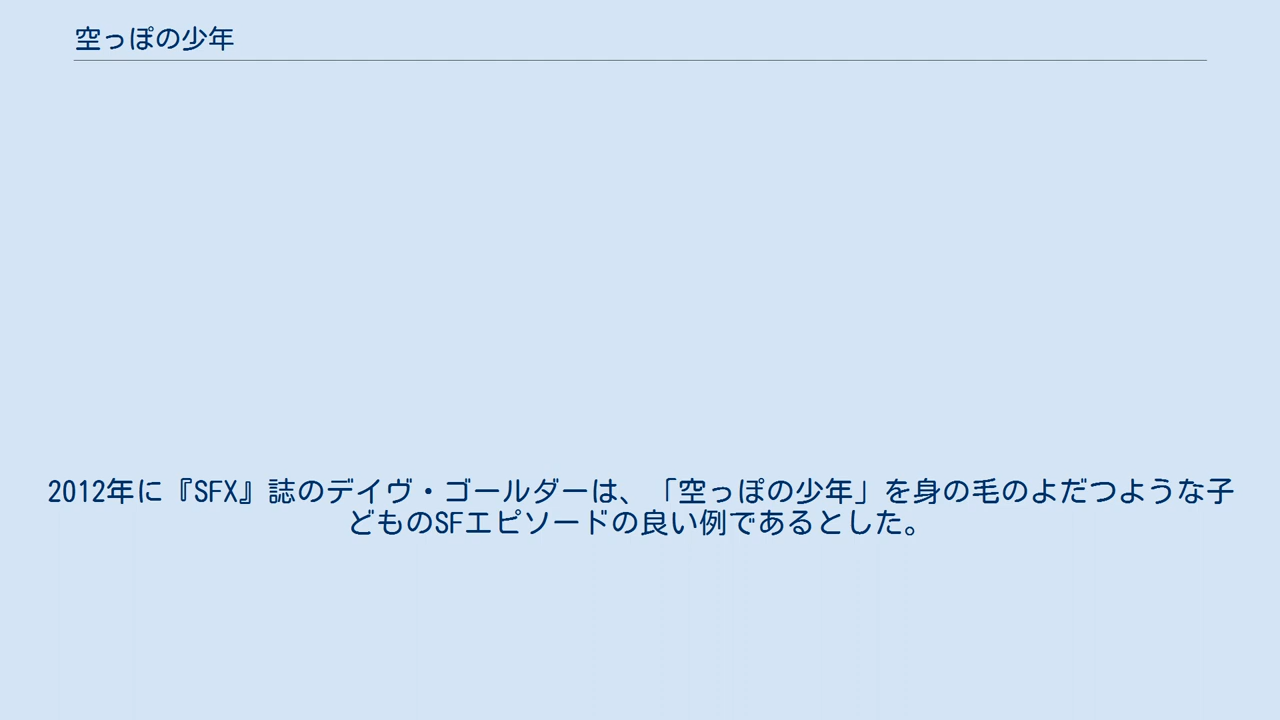 空っぽの少年
2012年に『SFX』誌のデイヴ・ゴールダーは、「空っぽの少年」を身の毛のよだつような子
どものSFエピソードの良い例であるとした。